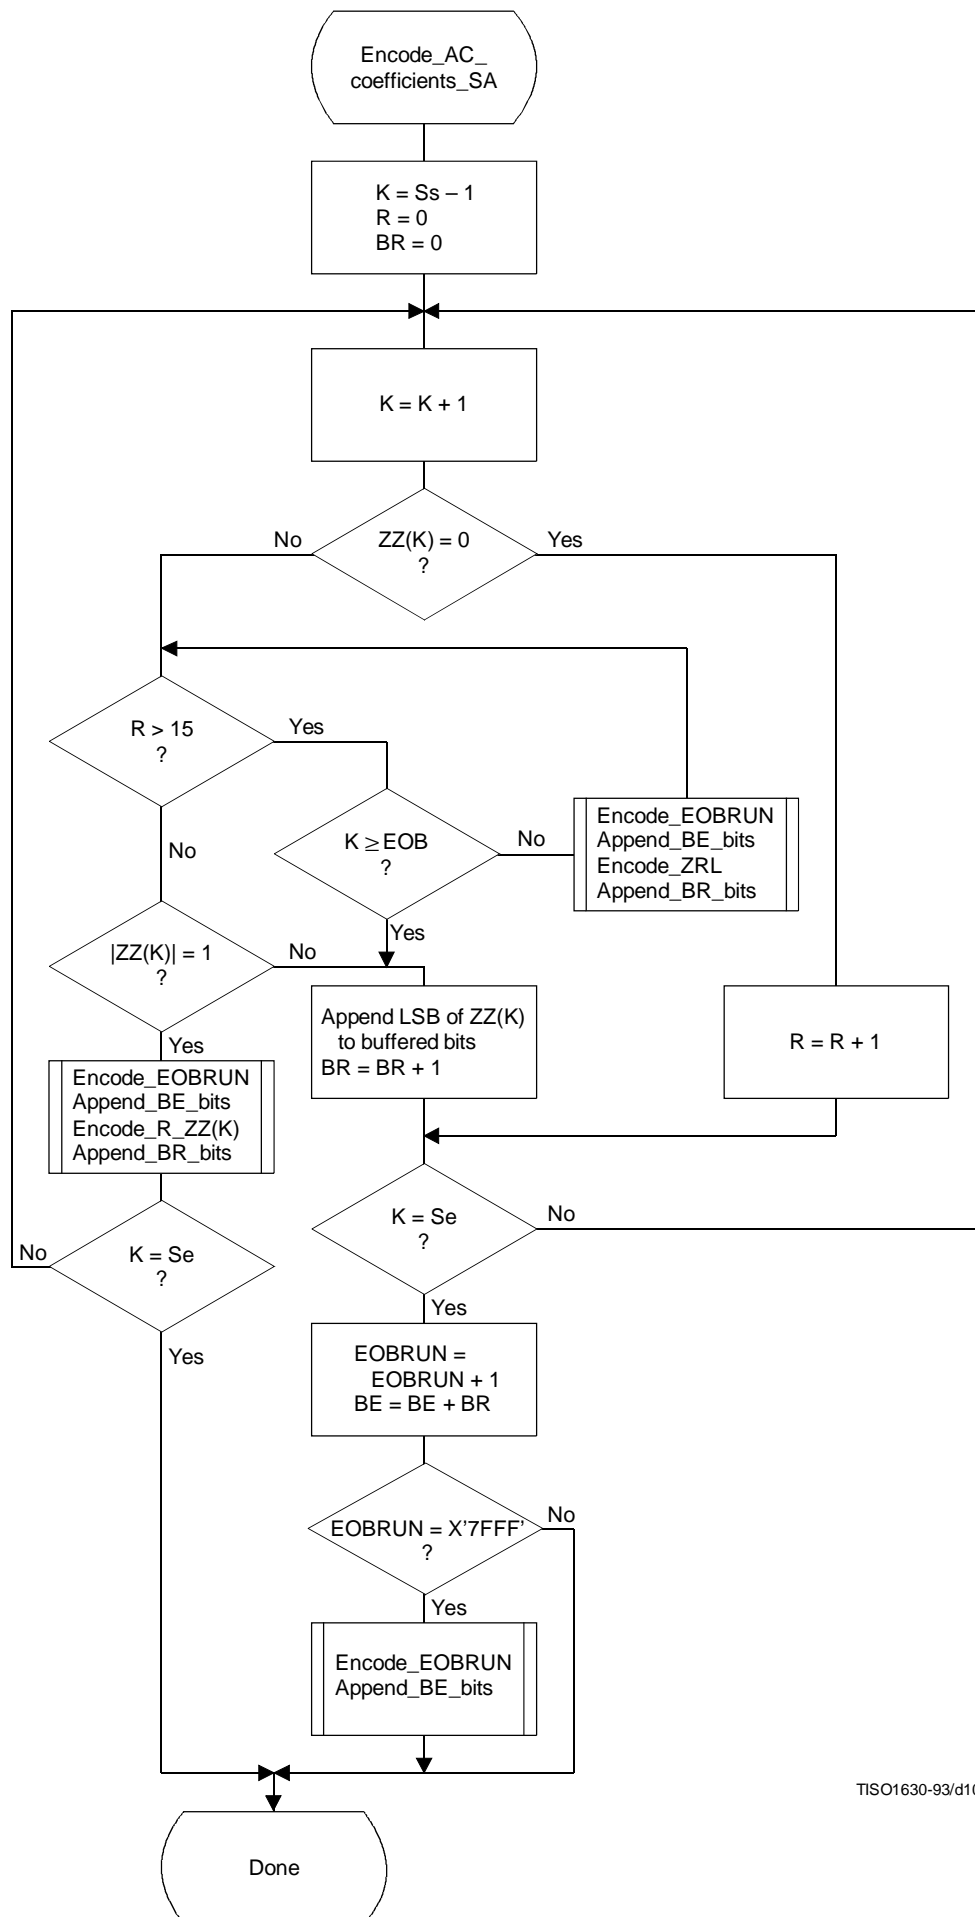 Encode_AC_
coefficients_SA
K = Ss – 1
R = 0
BR = 0
K = K + 1
No
ZZ(K) = 0
?
Yes
R > 15
?
Yes
No
K ≥ EOB
?
No
Yes
Encode_EOBRUN
Append_BE_bits
Encode_ZRL
Append_BR_bits
|ZZ(K)| = 1
?
No
Yes
Append LSB of ZZ(K)
to buffered bits
BR = BR + 1
R = R + 1
Encode_EOBRUN
Append_BE_bits
Encode_R_ZZ(K)
Append_BR_bits
K = Se
?
No
Yes
K = Se
?
No
Yes
EOBRUN =
EOBRUN + 1
BE = BE + BR
EOBRUN = X’7FFF’
?
No
Yes
Encode_EOBRUN
Append_BE_bits
TISO1630-93/d10
Done